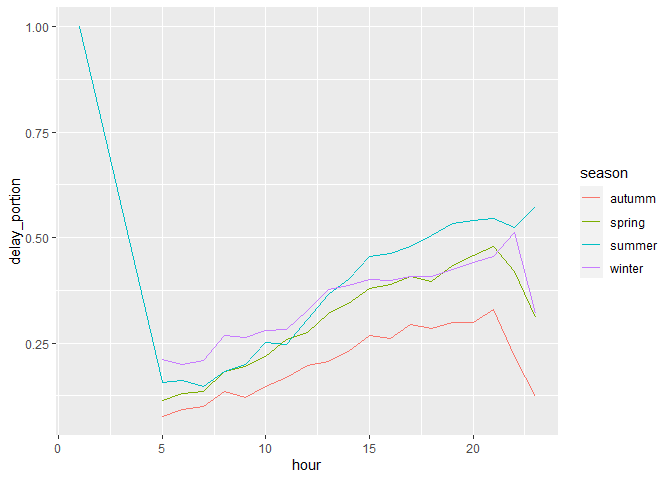 1.00
0.75
0.50
0.25
delay_portion
0
5
10
15
20
hour
season
autumm
spring
summer
winter